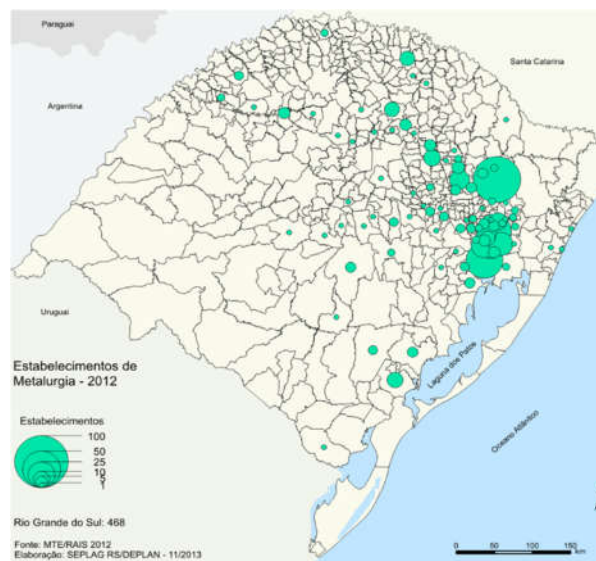 Paraguai
Santa Catarina
Argentina
Uruguai
Laguna dos Patos
Oceano Atlântico
Estabelecimentos de
Metalurgia - 2012
Estabelecimentos
100
50
25
10
5
1
Rio Grande do Sul: 468
Fonte: MTE/RAIS 2012
Elaboração: SEPLAG RS/DEPLAN - 11/2013
0 50 100 150
km